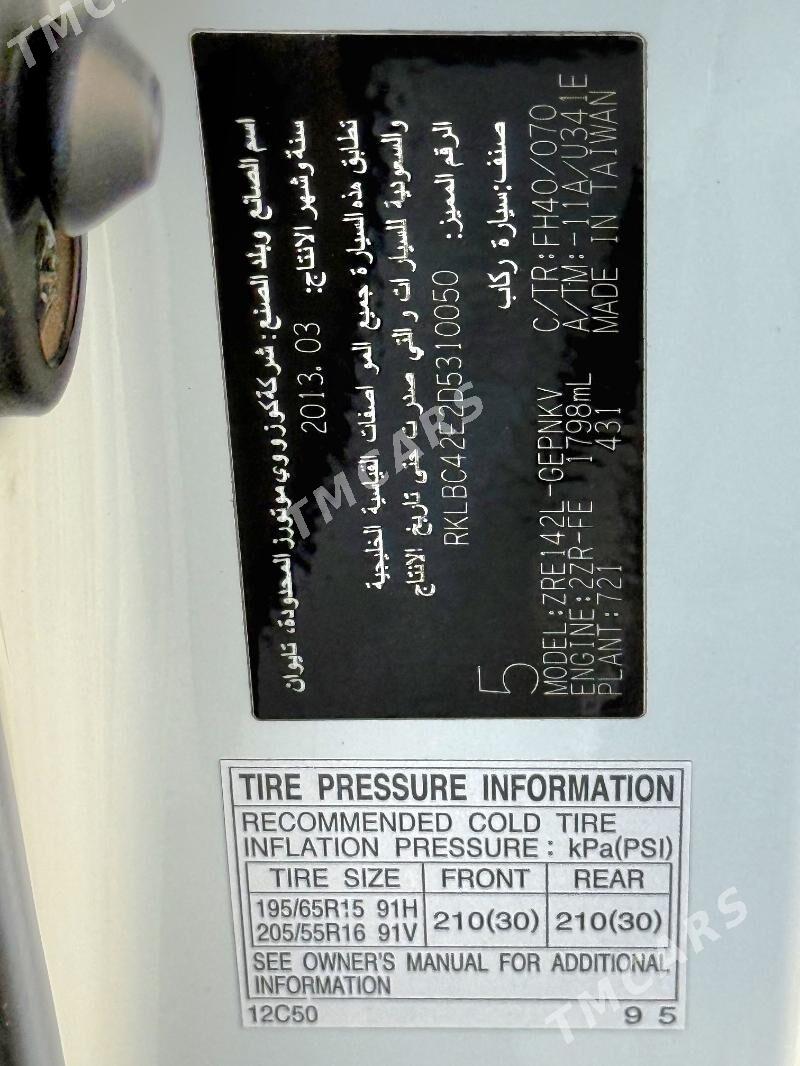 اسم الصانع وبلد الصنع: شركة كوزووي موتورز المحدودة، تايوان
سنة وشهر الانتاج: 2013.03
تطابق هذه السيارة جميع المواصفات القياسية الخليجية
والسعودية للسيارات والتي صدرت حتى تاريخ الانتاج
الرقم المميز: RKLBC42E2D5310050
صنف: سيارة ركاب
5
MODEL:ZRE142L-GEPNKV C/TR:FH40/070
ENGINE:2ZR-FE 1798mL A/TM:-11A/U341E
PLANT:721 431 MADE IN TAIWAN
TIRE PRESSURE INFORMATION
RECOMMENDED COLD TIRE
INFLATION PRESSURE : kPa(PSI)
TIRE SIZE FRONT REAR
195/65R15 91H
205/55R16 91V
210(30) 210(30)
SEE OWNER'S MANUAL FOR ADDITIONAL
INFORMATION
12C50 9 5
TMCARS
TMCARS
TMCARS